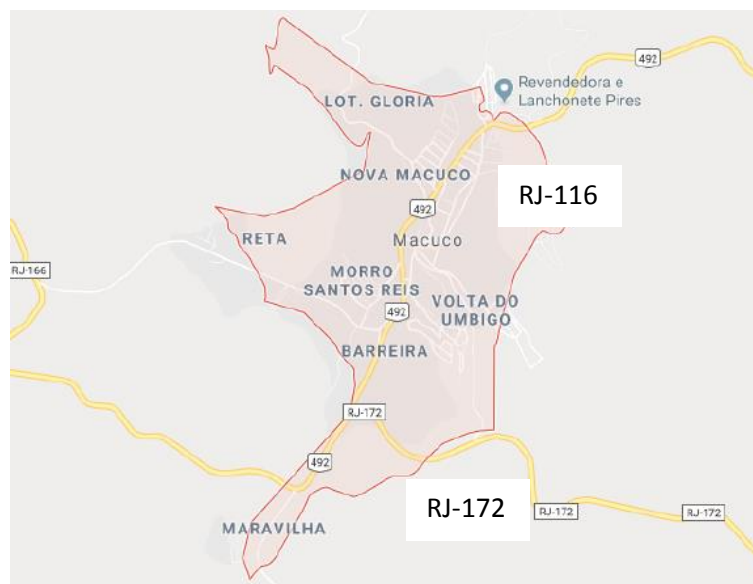 492
Revendedora e
Lanchonete Pires
LOT. GLORIA
NOVA MACUCO
RJ-116
492
RETA
Macuco
RJ-166
MORRO
SANTOS REIS
VOLTA DO
UMBIGO
492
BARREIRA
RJ-172
492
RJ-172
RJ-172
RJ-172
MARAVILHA